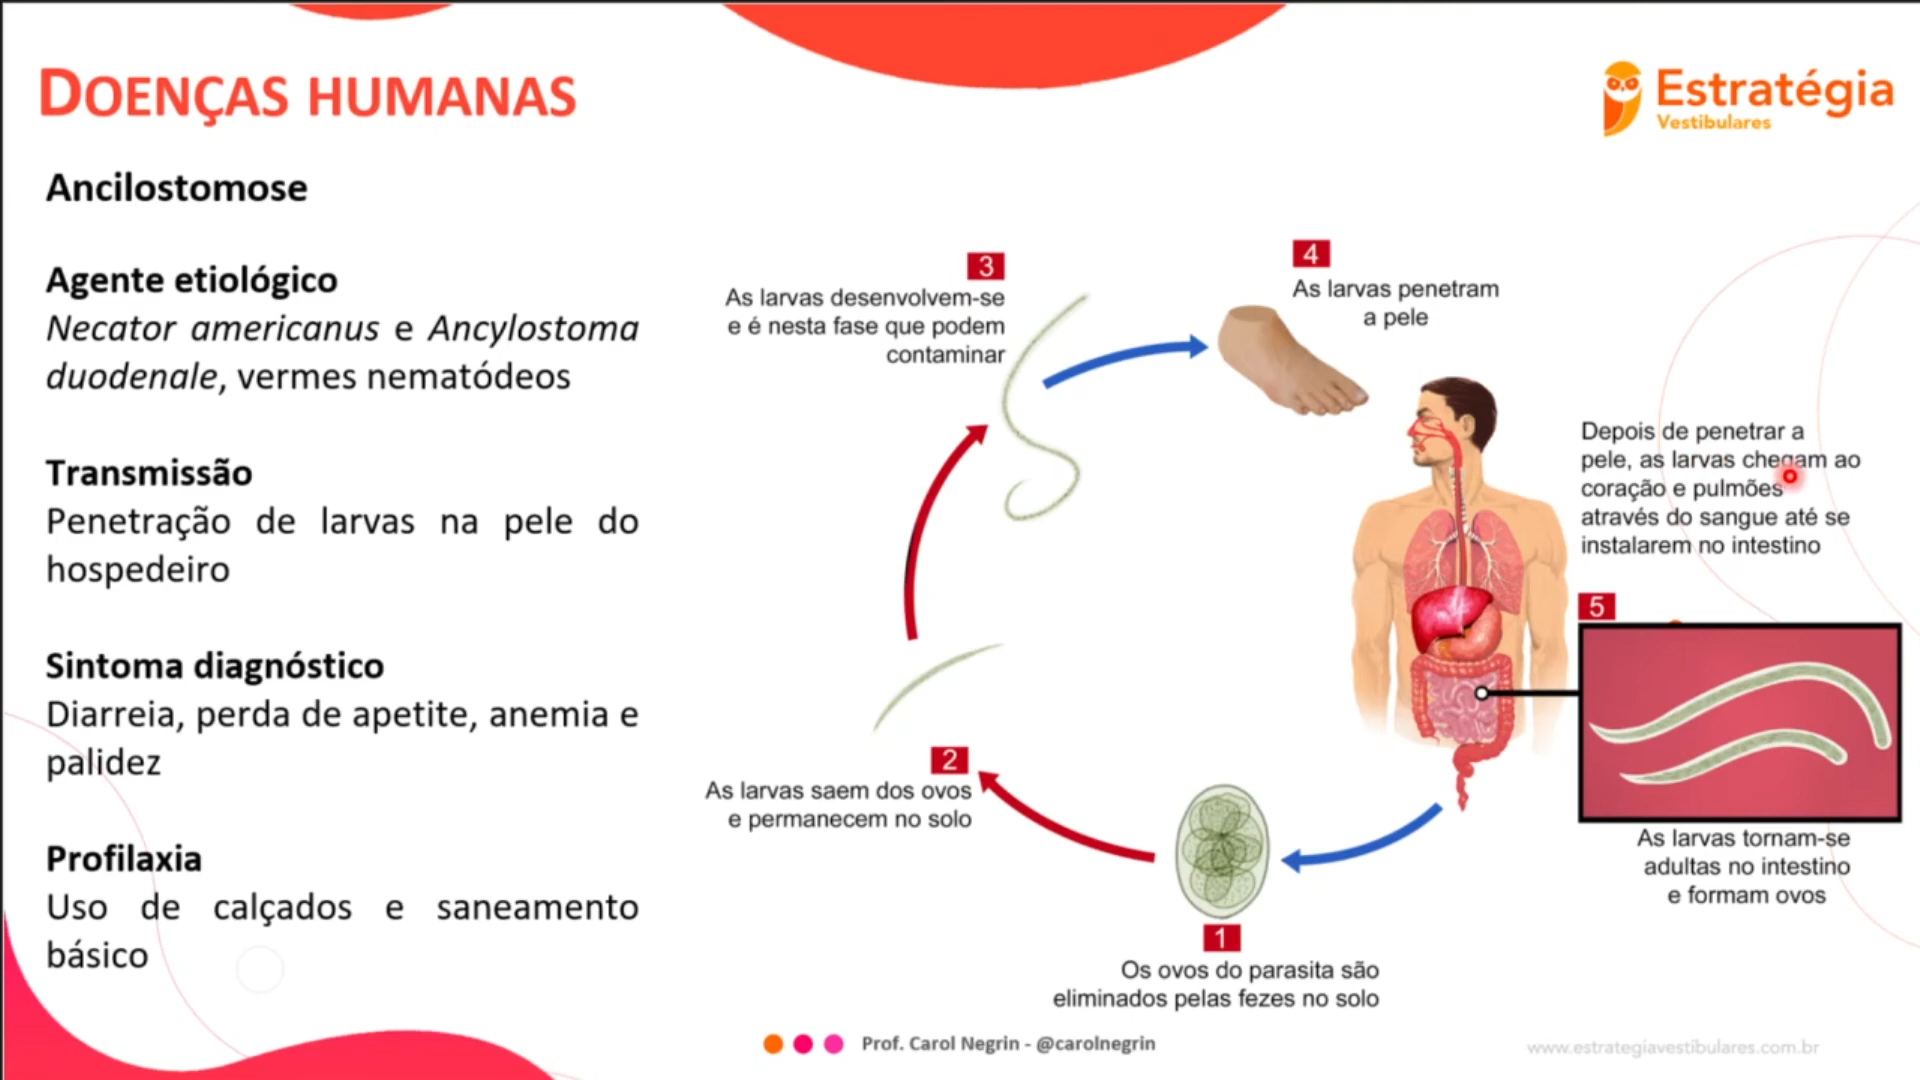 DOENÇAS HUMANAS
Estratégia
Vestibulares
Ancilostomose
Agente etiológico
Necator americanus e Ancylostoma
duodenale, vermes nematódeos
Transmissão
Penetração de larvas na pele do
hospedeiro
Sintoma diagnóstico
Diarreia, perda de apetite, anemia e
palidez
Profilaxia
Uso de calçados e saneamento
básico
3
As larvas desenvolvem-se
e é nesta fase que podem
contaminar
4
As larvas penetram
a pele
Depois de penetrar a
pele, as larvas chegam ao
coração e pulmões
através do sangue até se
instalarem no intestino
5
As larvas tornam-se
adultas no intestino
e formam ovos
2
As larvas saem dos ovos
e permanecem no solo
1
Os ovos do parasita são
eliminados pelas fezes no solo
Prof. Carol Negrin - @carolnegrin
www.estrategiavestibulares.com.br